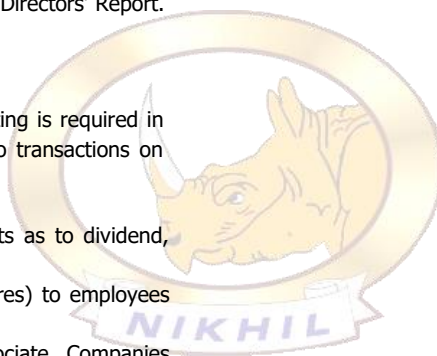 Directors' Report.
ing is required in
o transactions on
ts as to dividend,
res) to employees
ociate Companies
NIKHIL